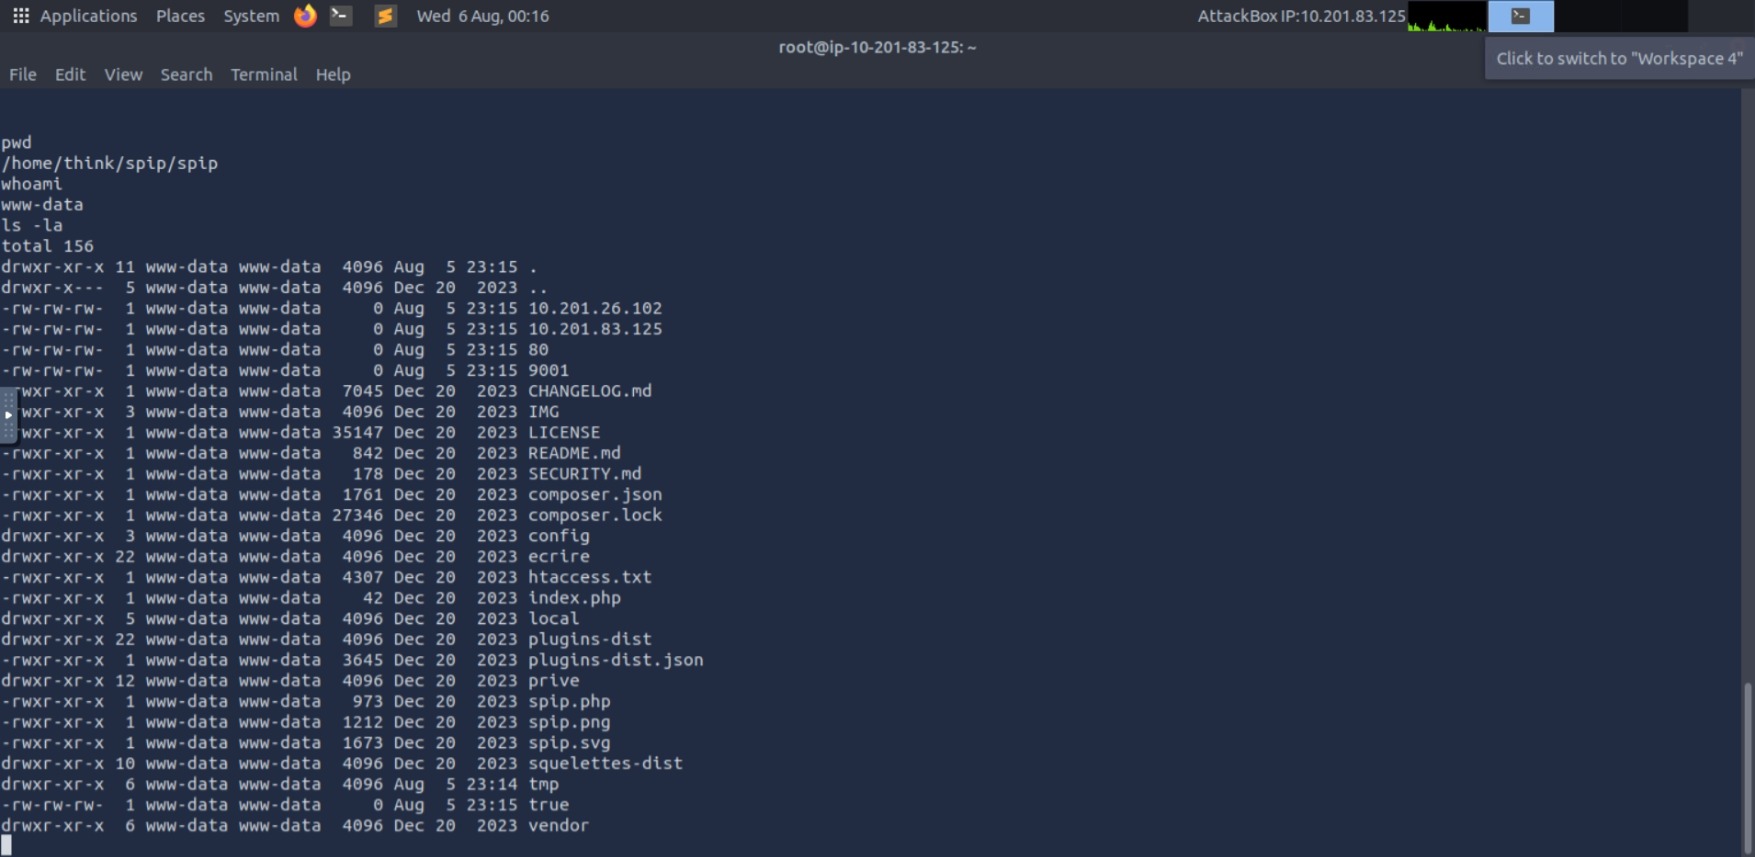 Applications Places System Wed 6 Aug, 00:16 AttackBox IP:10.201.83.125
root@ip-10-201-83-125: ~
Click to switch to "Workspace 4"
File Edit View Search Terminal Help
pwd
/home/think/spip/spip
whoami
www-data
ls -la
total 156
drwxr-xr-x 11 www-data www-data  4096 Aug  5 23:15 .
drwxr-x---  5 www-data www-data  4096 Dec 20  2023 ..
-rw-rw-rw-  1 www-data www-data     0 Aug  5 23:15 10.201.26.102
-rw-rw-rw-  1 www-data www-data     0 Aug  5 23:15 10.201.83.125
-rw-rw-rw-  1 www-data www-data     0 Aug  5 23:15 80
-rw-rw-rw-  1 www-data www-data     0 Aug  5 23:15 9001
rwxr-xr-x  1 www-data www-data  7045 Dec 20  2023 CHANGELOG.md
wxr-xr-x  3 www-data www-data  4096 Dec 20  2023 IMG
wxr-xr-x  1 www-data www-data 35147 Dec 20  2023 LICENSE
-rwxr-xr-x  1 www-data www-data   842 Dec 20  2023 README.md
-rwxr-xr-x  1 www-data www-data   178 Dec 20  2023 SECURITY.md
-rwxr-xr-x  1 www-data www-data  1761 Dec 20  2023 composer.json
-rwxr-xr-x  1 www-data www-data 27346 Dec 20  2023 composer.lock
drwxr-xr-x  3 www-data www-data  4096 Dec 20  2023 config
drwxr-xr-x 22 www-data www-data  4096 Dec 20  2023 ecrire
-rwxr-xr-x  1 www-data www-data  4307 Dec 20  2023 htaccess.txt
-rwxr-xr-x  1 www-data www-data    42 Dec 20  2023 index.php
drwxr-xr-x  5 www-data www-data  4096 Dec 20  2023 local
drwxr-xr-x 22 www-data www-data  4096 Dec 20  2023 plugins-dist
-rwxr-xr-x  1 www-data www-data  3645 Dec 20  2023 plugins-dist.json
drwxr-xr-x 12 www-data www-data  4096 Dec 20  2023 prive
-rwxr-xr-x  1 www-data www-data   973 Dec 20  2023 spip.php
-rwxr-xr-x  1 www-data www-data  1212 Dec 20  2023 spip.png
-rwxr-xr-x  1 www-data www-data  1673 Dec 20  2023 spip.svg
drwxr-xr-x 10 www-data www-data  4096 Dec 20  2023 squelettes-dist
drwxr-xr-x  6 www-data www-data  4096 Aug  5 23:14 tmp
-rw-rw-rw-  1 www-data www-data     0 Aug  5 23:15 true
drwxr-xr-x  6 www-data www-data  4096 Dec 20  2023 vendor